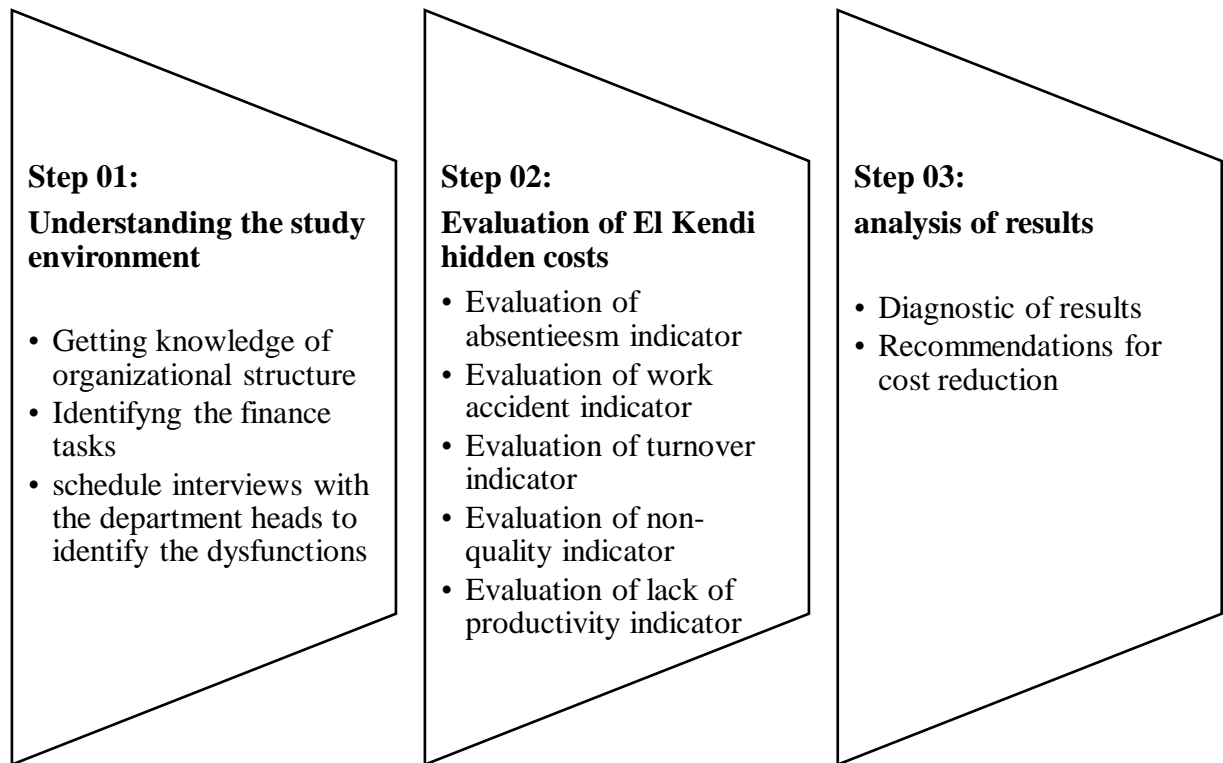 Step 01:
Understanding the study
environment
• Getting knowledge of
organizational structure
• Identifyng the finance
tasks
• schedule interviews with
the department heads to
identify the dysfunctions
Step 02:
Evaluation of El Kendi
hidden costs
• Evaluation of
absentieesm indicator
• Evaluation of work
accident indicator
• Evaluation of turnover
indicator
• Evaluation of non-
quality indicator
• Evaluation of lack of
productivity indicator
Step 03:
analysis of results
• Diagnostic of results
• Recommendations for
cost reduction